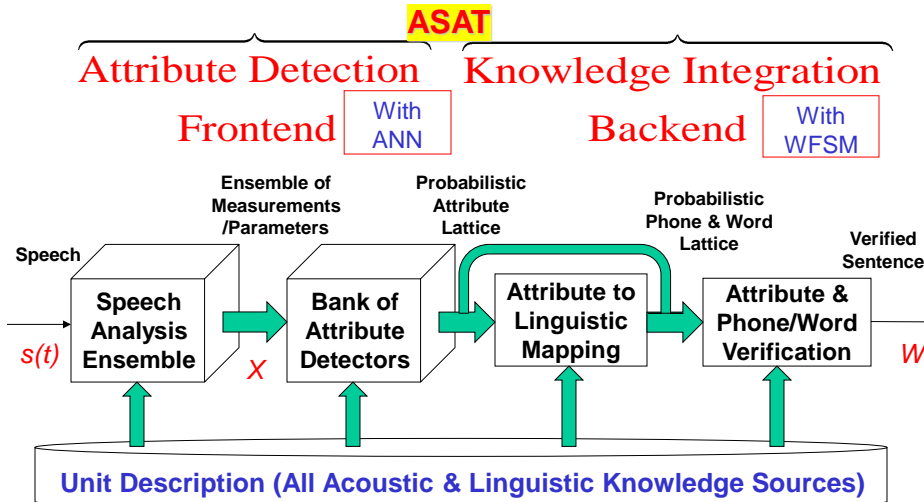 ASAT
Attribute Detection
Knowledge Integration
Frontend
With
ANN
Backend
With
WFSM
Ensemble of
Measurements
/Parameters
Probabilistic
Attribute
Lattice
Probabilistic
Phone & Word
Lattice
Verified
Sentence
Speech
Speech
Analysis
Ensemble
Bank of
Attribute
Detectors
Attribute to
Linguistic
Mapping
Attribute &
Phone/Word
Verification
s(t)
X
W
Unit Description (All Acoustic & Linguistic Knowledge Sources)